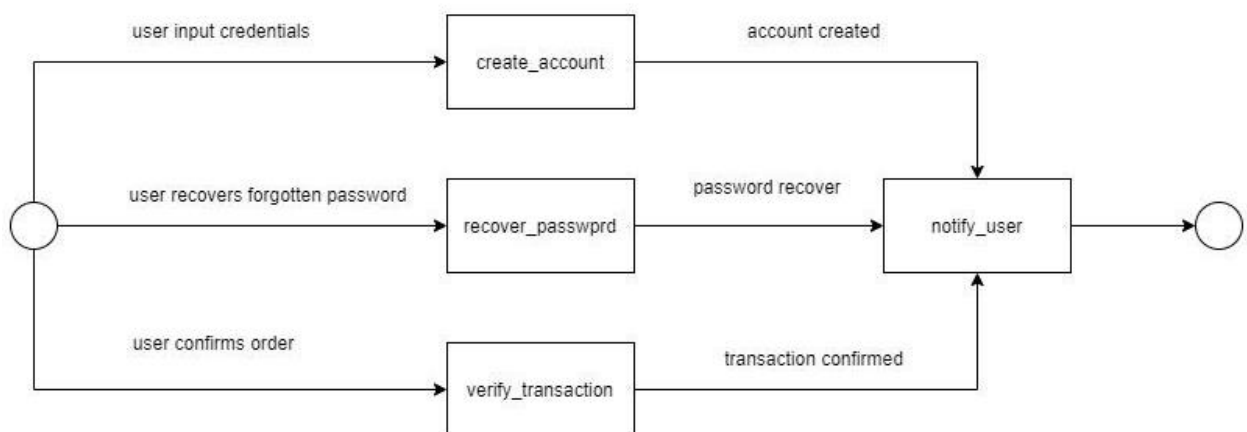 user input credentials
account created
create_account
user recovers forgotten password
password recover
recover_passwprd
notify_user
user confirms order
transaction confirmed
verify_transaction